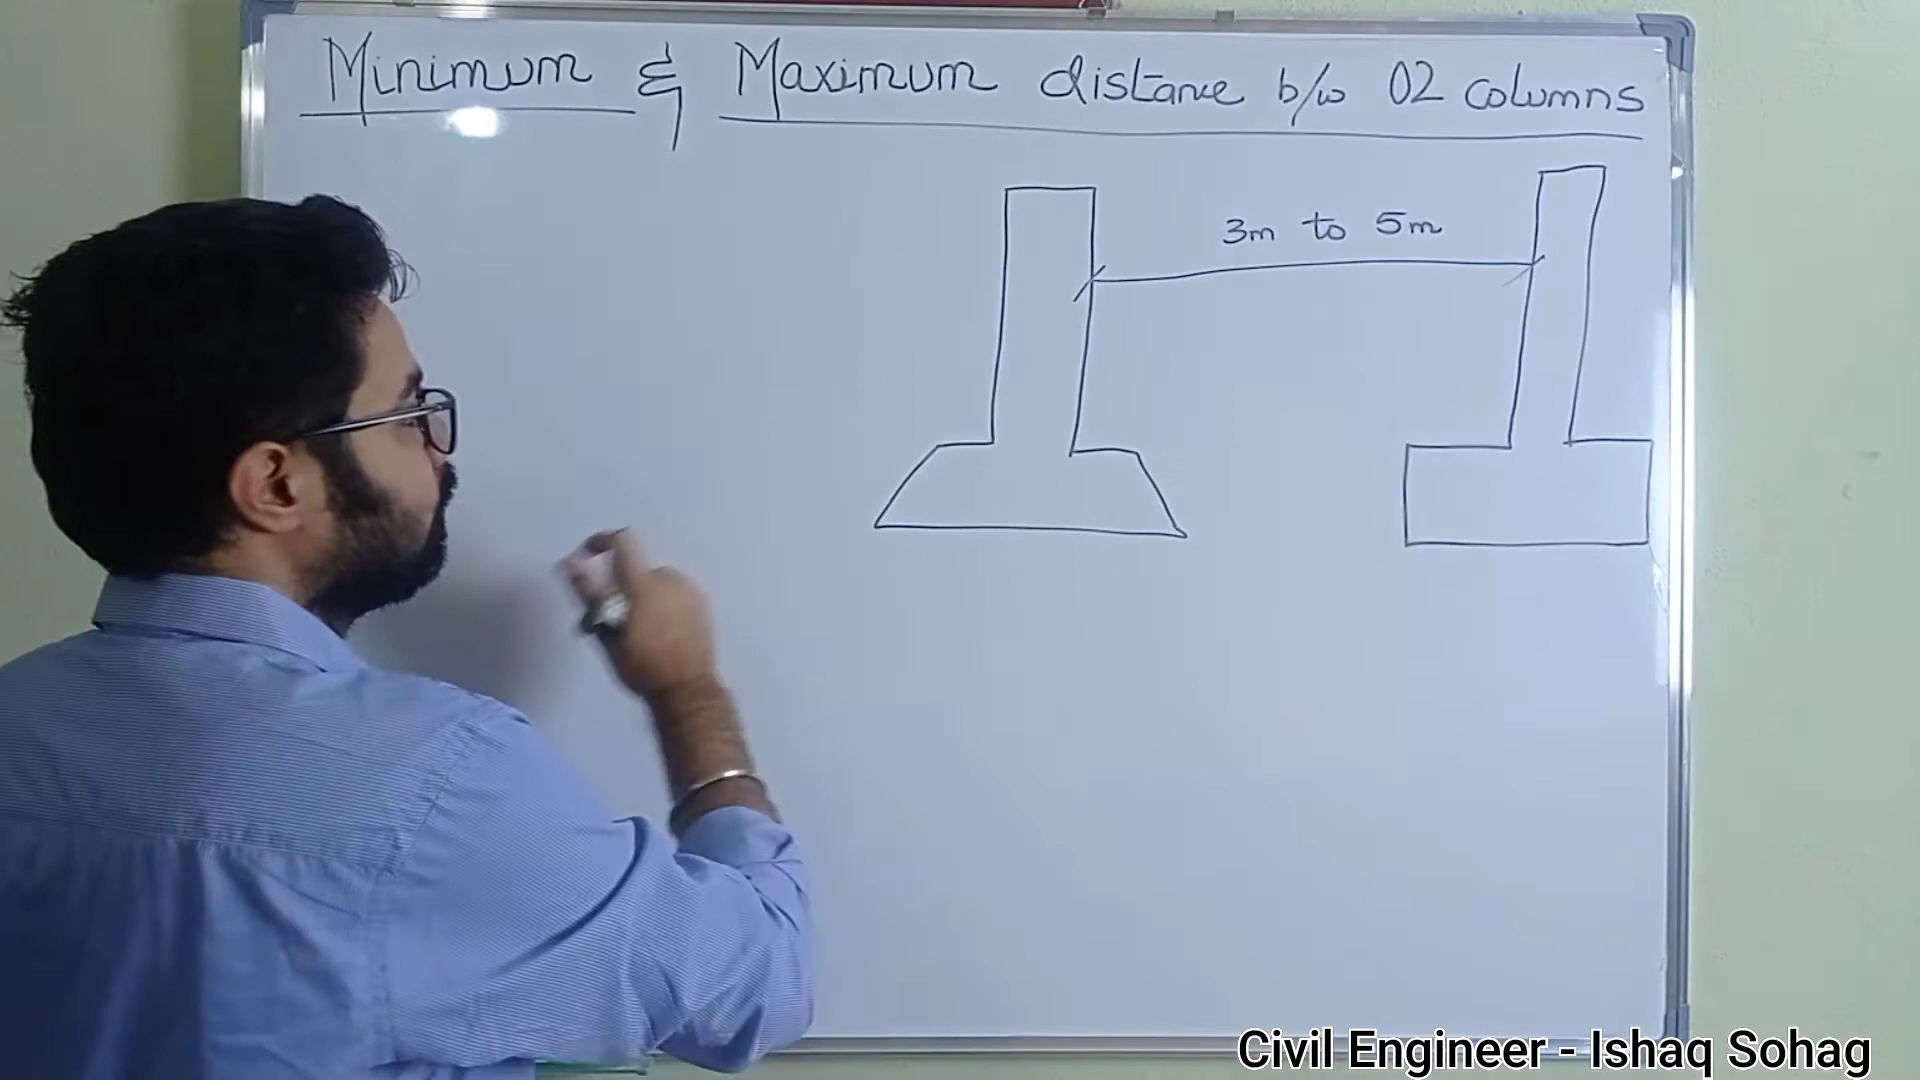 Minimum & Maximum distance b/w 02 columns
3m to 5m
Civil Engineer - Ishaq Sohag